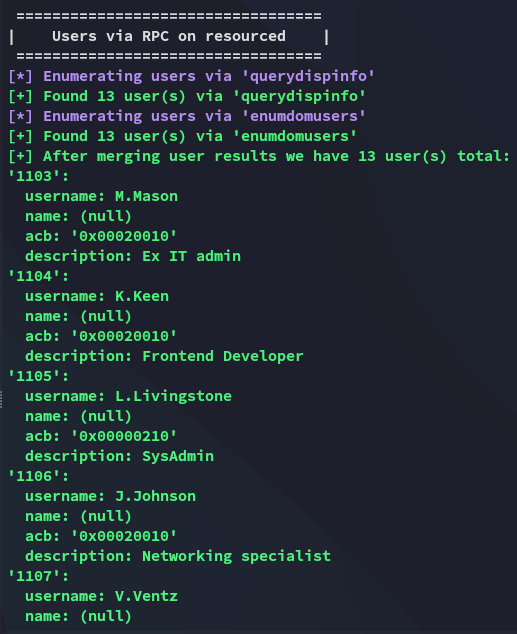 ==================================
|    Users via RPC on resourced    |
==================================
[*] Enumerating users via 'querydispinfo'
[+] Found 13 user(s) via 'querydispinfo'
[*] Enumerating users via 'enumdomusers'
[+] Found 13 user(s) via 'enumdomusers'
[+] After merging user results we have 13 user(s) total:
'1103':
  username: M.Mason
  name: (null)
  acb: '0x00020010'
  description: Ex IT admin
'1104':
  username: K.Keen
  name: (null)
  acb: '0x00020010'
  description: Frontend Developer
'1105':
  username: L.Livingstone
  name: (null)
  acb: '0x00000210'
  description: SysAdmin
'1106':
  username: J.Johnson
  name: (null)
  acb: '0x00020010'
  description: Networking specialist
'1107':
  username: V.Ventz
  name: (null)